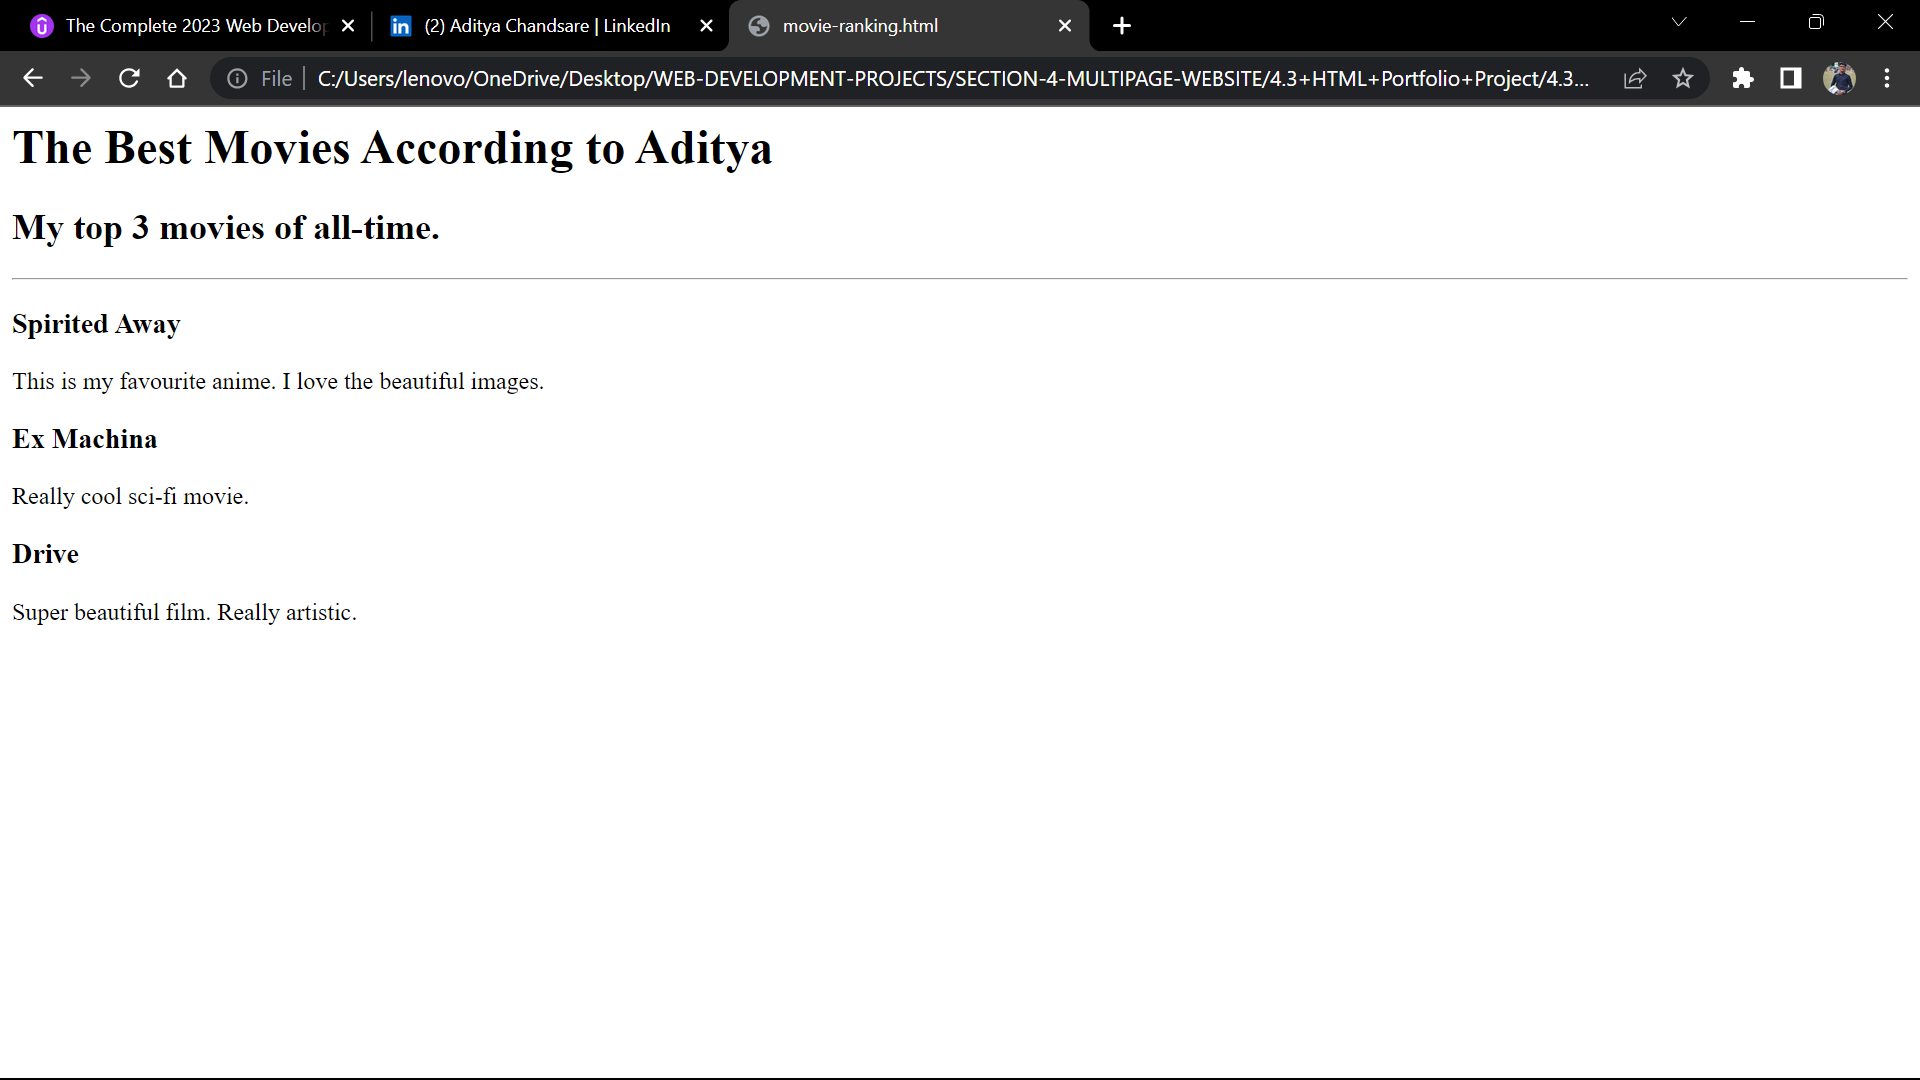 The Complete 2023 Web Develop
in (2) Aditya Chandsare | LinkedIn
movie-ranking.html
File C:/Users/lenovo/OneDrive/Desktop/WEB-DEVELOPMENT-PROJECTS/SECTION-4-MULTIPAGE-WEBSITE/4.3+HTML+Portfolio+Project/4.3...
The Best Movies According to Aditya
My top 3 movies of all-time.
Spirited Away
This is my favourite anime. I love the beautiful images.
Ex Machina
Really cool sci-fi movie.
Drive
Super beautiful film. Really artistic.